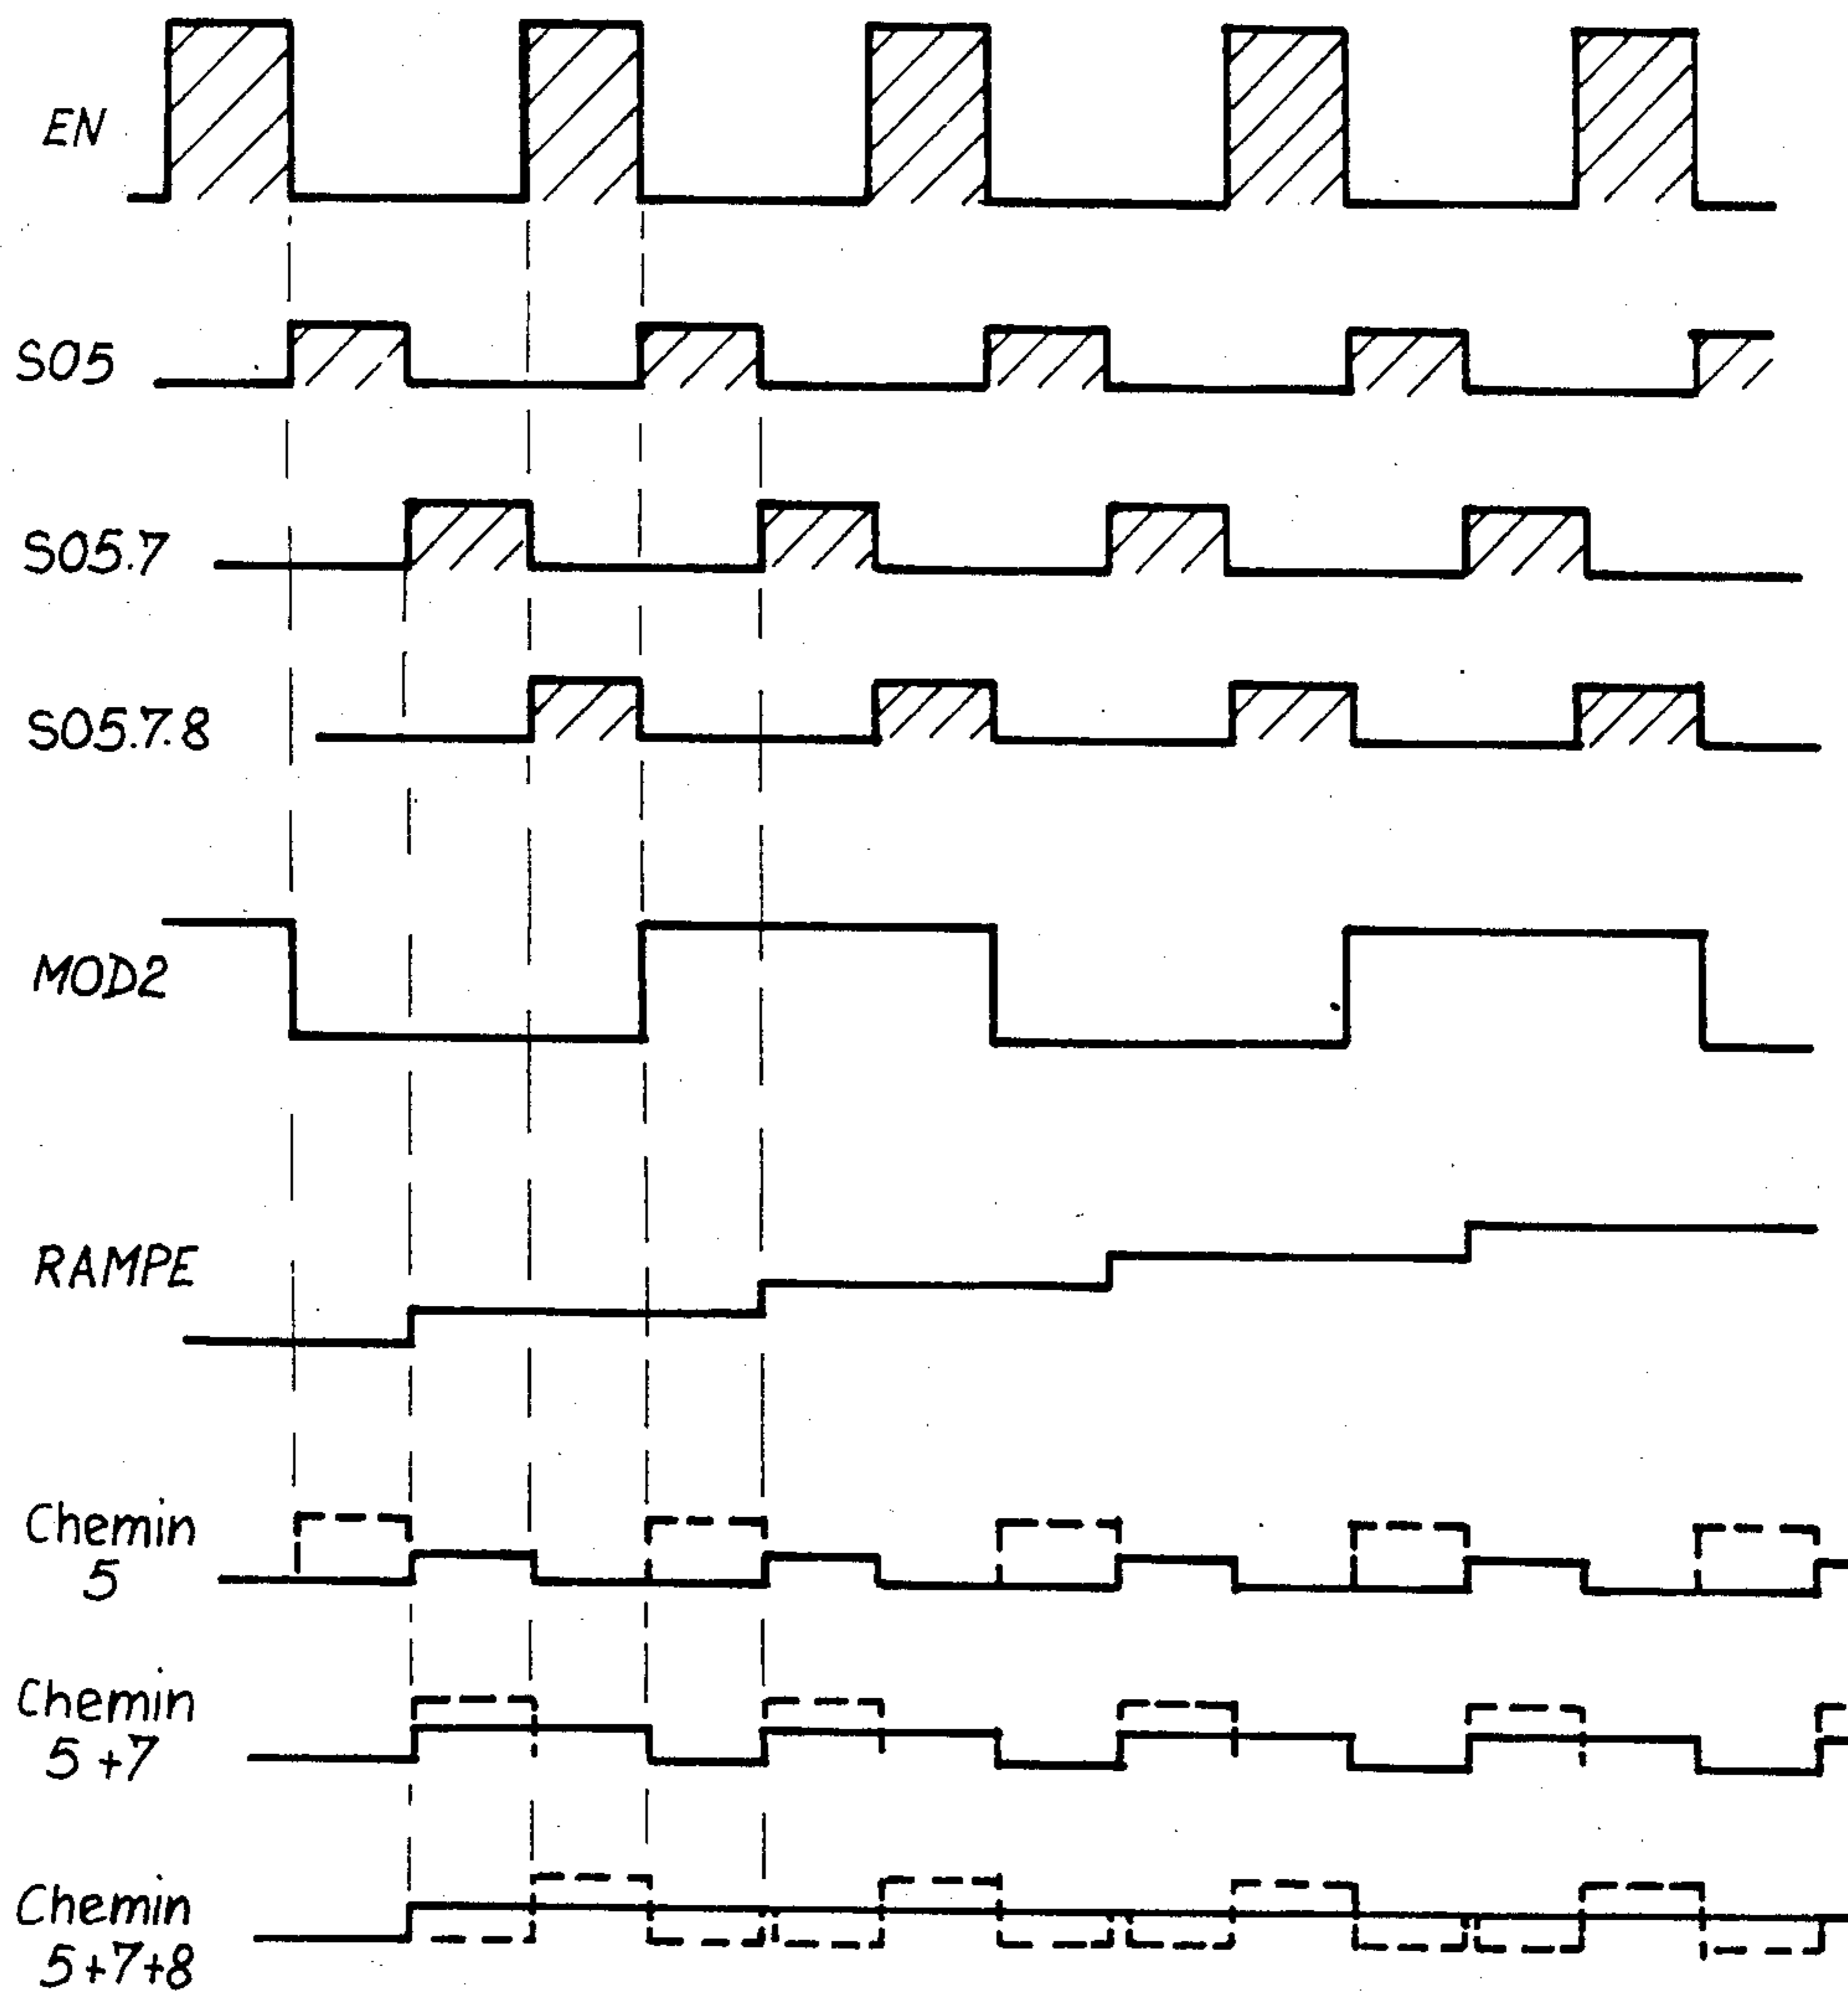 EN
S05
S05.7
S05.7.8
MOD2
RAMPE
Chemin
5
Chemin
5+7
Chemin
5+7+8